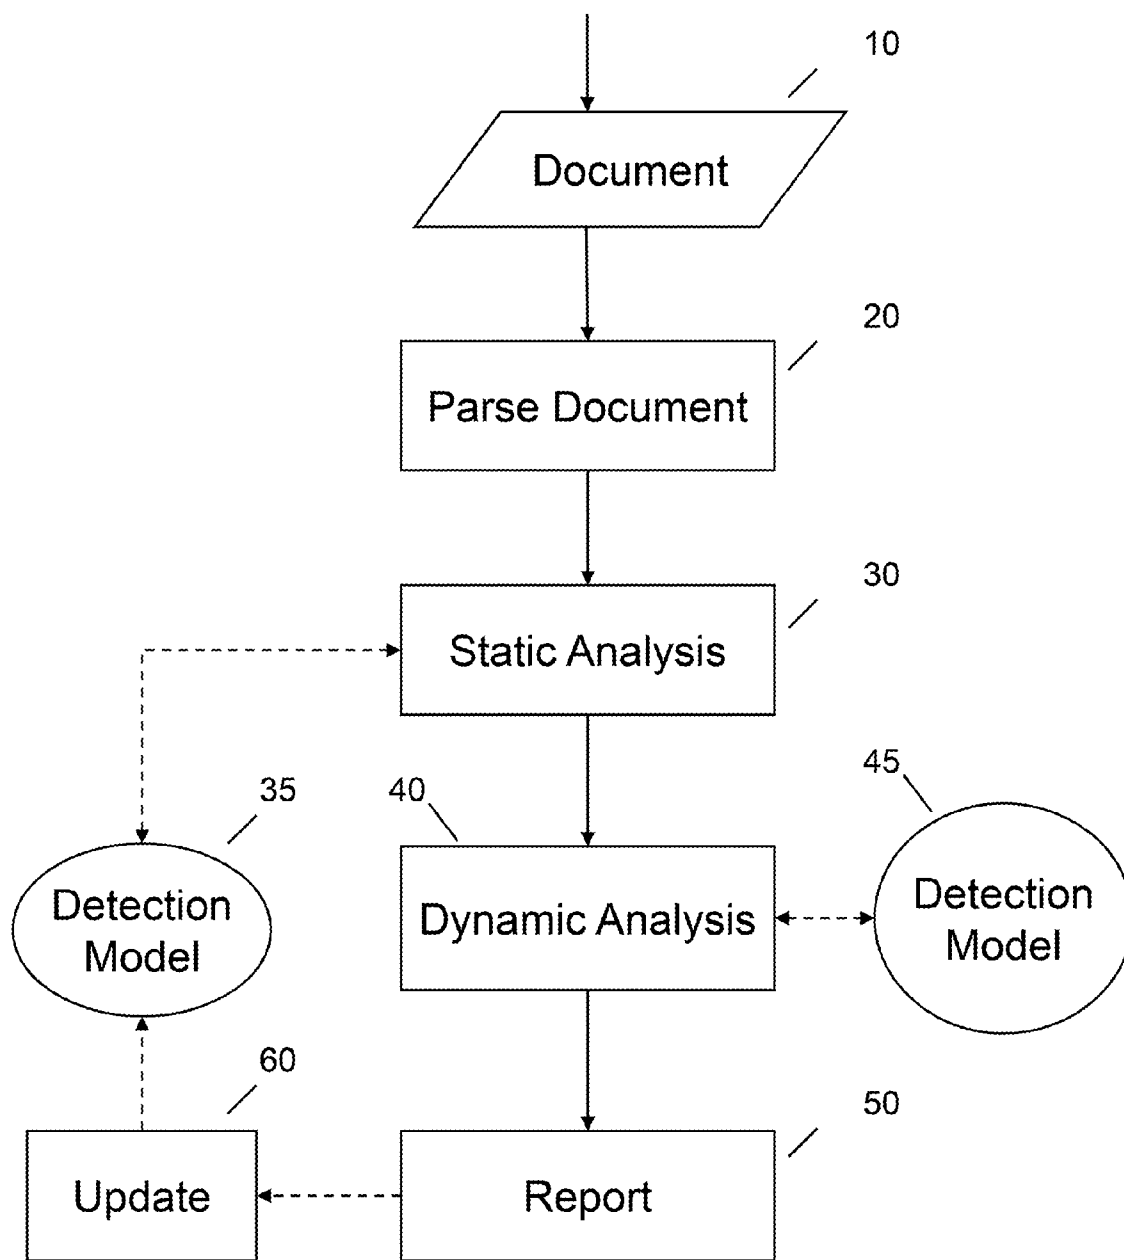 10
Document
20
Parse Document
30
Static Analysis
35
40
45
Detection
Model
Dynamic Analysis
Detection
Model
60
50
Update
Report